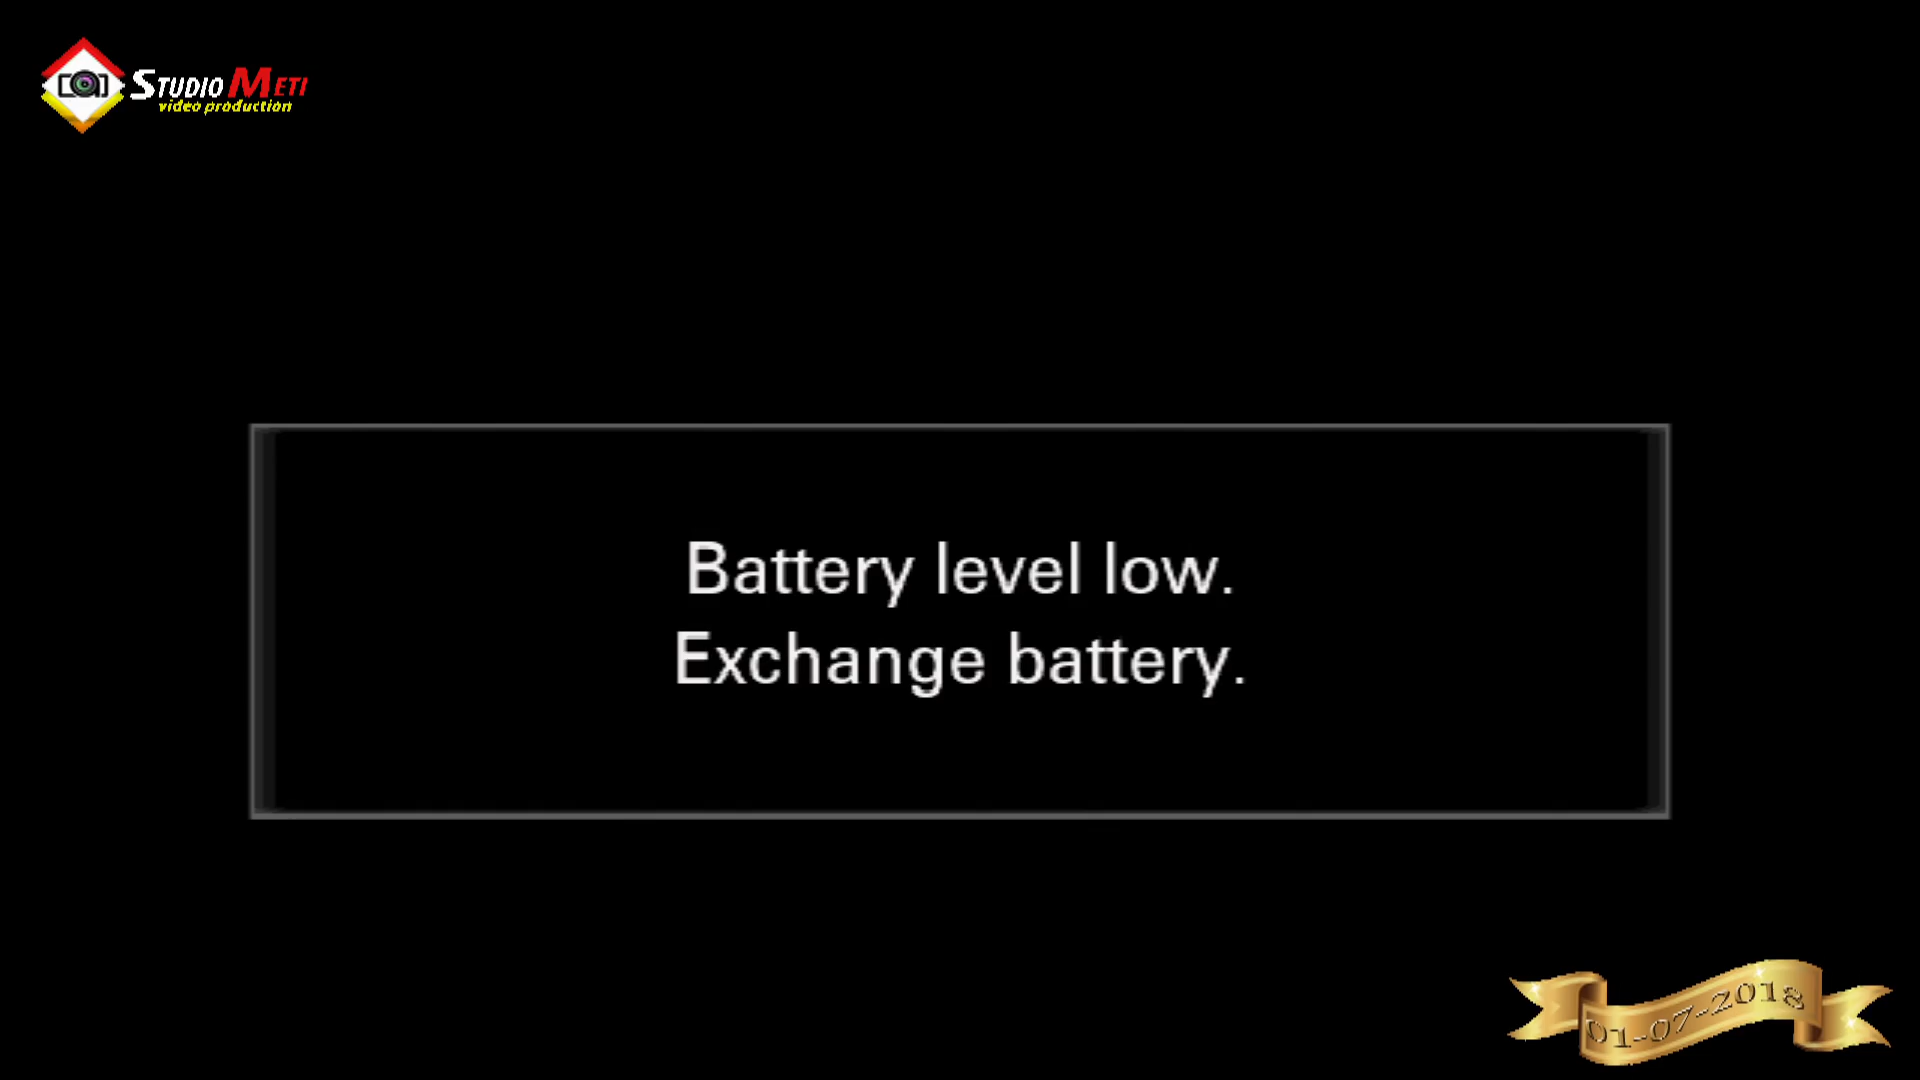 STUDIO METI
video production
Battery level low.
Exchange battery.
01-07-2018